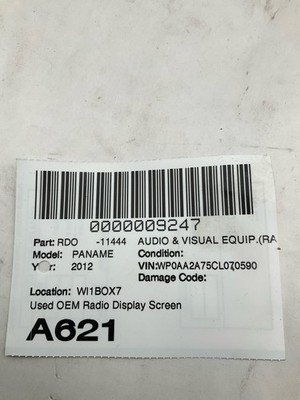 0000009247
Part: RDO -11444 AUDIO & VISUAL EQUIP.(RA
Model: PANAME Condition:
Year: 2012 VIN:WP0AA2A75CL070590
Damage Code:
Location: WI1BOX7
Used OEM Radio Display Screen
A621